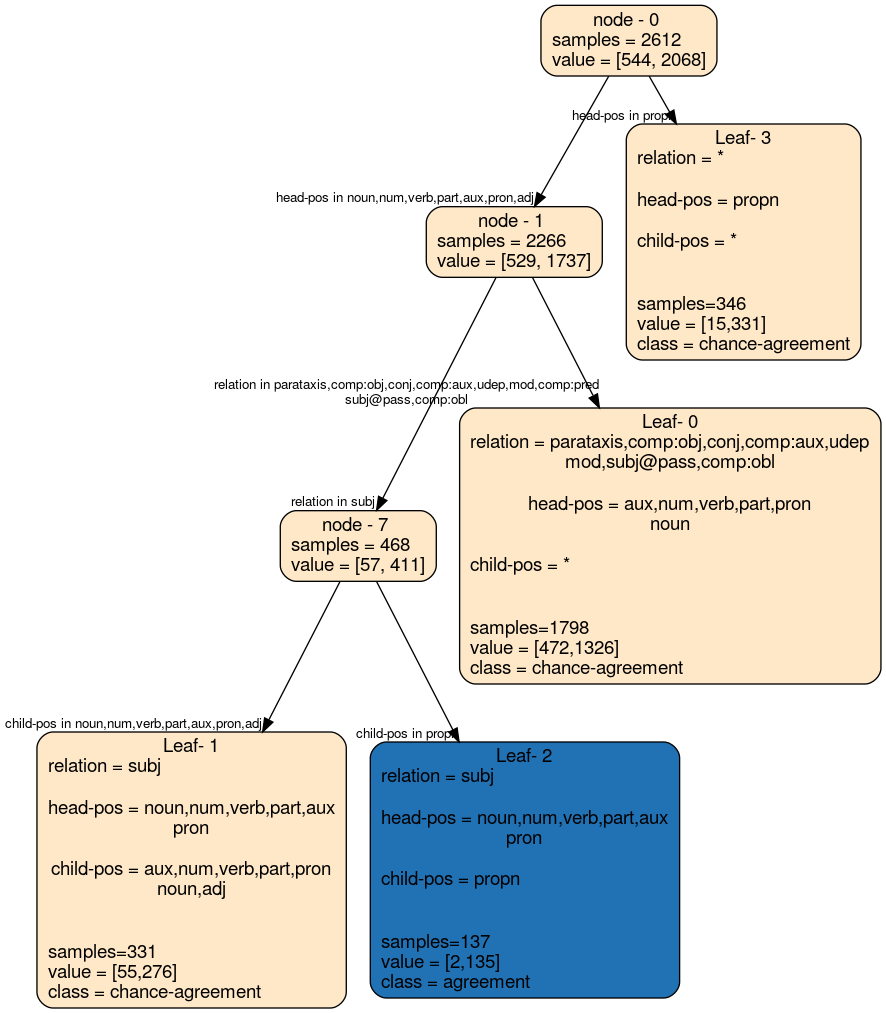 node - 0
samples = 2612
value = [544, 2068]
head-pos in propn
Leaf- 3
relation = *
head-pos = propn
child-pos = *
samples=346
value = [15,331]
class = chance-agreement
head-pos in noun,num,verb,part,aux,pron,adj
node - 1
samples = 2266
value = [529, 1737]
relation in parataxis,comp:obj,conj,comp:aux,udep,mod,comp:pred
subj@pass,comp:obl
Leaf- 0
relation = parataxis,comp:obj,conj,comp:aux,udep
mod,subj@pass,comp:obl
head-pos = aux,num,verb,part,pron
noun
child-pos = *
samples=1798
value = [472,1326]
class = chance-agreement
relation in subj
node - 7
samples = 468
value = [57, 411]
child-pos in noun,num,verb,part,aux,pron,adj
Leaf- 1
relation = subj
head-pos = noun,num,verb,part,aux
pron
child-pos = aux,num,verb,part,pron
noun,adj
samples=331
value = [55,276]
class = chance-agreement
child-pos in propn
Leaf- 2
relation = subj
head-pos = noun,num,verb,part,aux
pron
child-pos = propn
samples=137
value = [2,135]
class = agreement